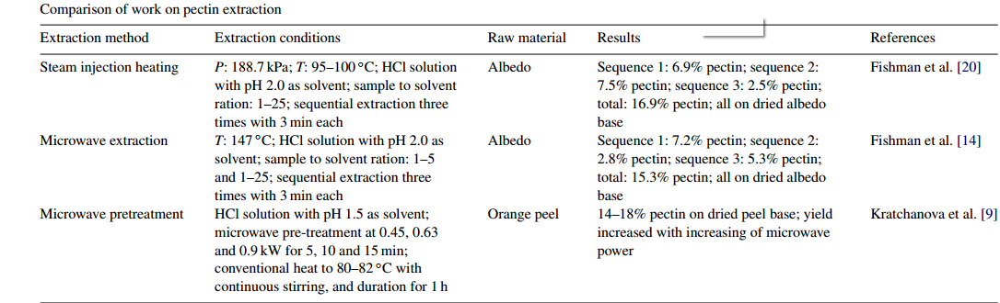 Comparison of work on pectin extraction
Extraction method Extraction conditions Raw material Results References
Steam injection heating P: 188.7 kPa; T: 95–100 °C; HCl solution Albedo Sequence 1: 6.9% pectin; sequence 2: Fishman et al. [20]
with pH 2.0 as solvent; sample to solvent 7.5% pectin; sequence 3: 2.5% pectin;
ration: 1–25; sequential extraction three total: 16.9% pectin; all on dried albedo
times with 3 min each base
Microwave extraction T: 147 °C; HCl solution with pH 2.0 as Albedo Sequence 1: 7.2% pectin; sequence 2: Fishman et al. [14]
solvent; sample to solvent ration: 1–5 2.8% pectin; sequence 3: 5.3% pectin;
and 1–25; sequential extraction three total: 15.3% pectin; all on dried albedo
times with 3 min each base
Microwave pretreatment HCl solution with pH 1.5 as solvent; Orange peel 14–18% pectin on dried peel base; yield Kratchanova et al. [9]
microwave pre-treatment at 0.45, 0.63 increased with increasing of microwave
and 0.9 kW for 5, 10 and 15 min; power
conventional heat to 80–82 °C with
continuous stirring, and duration for 1 h